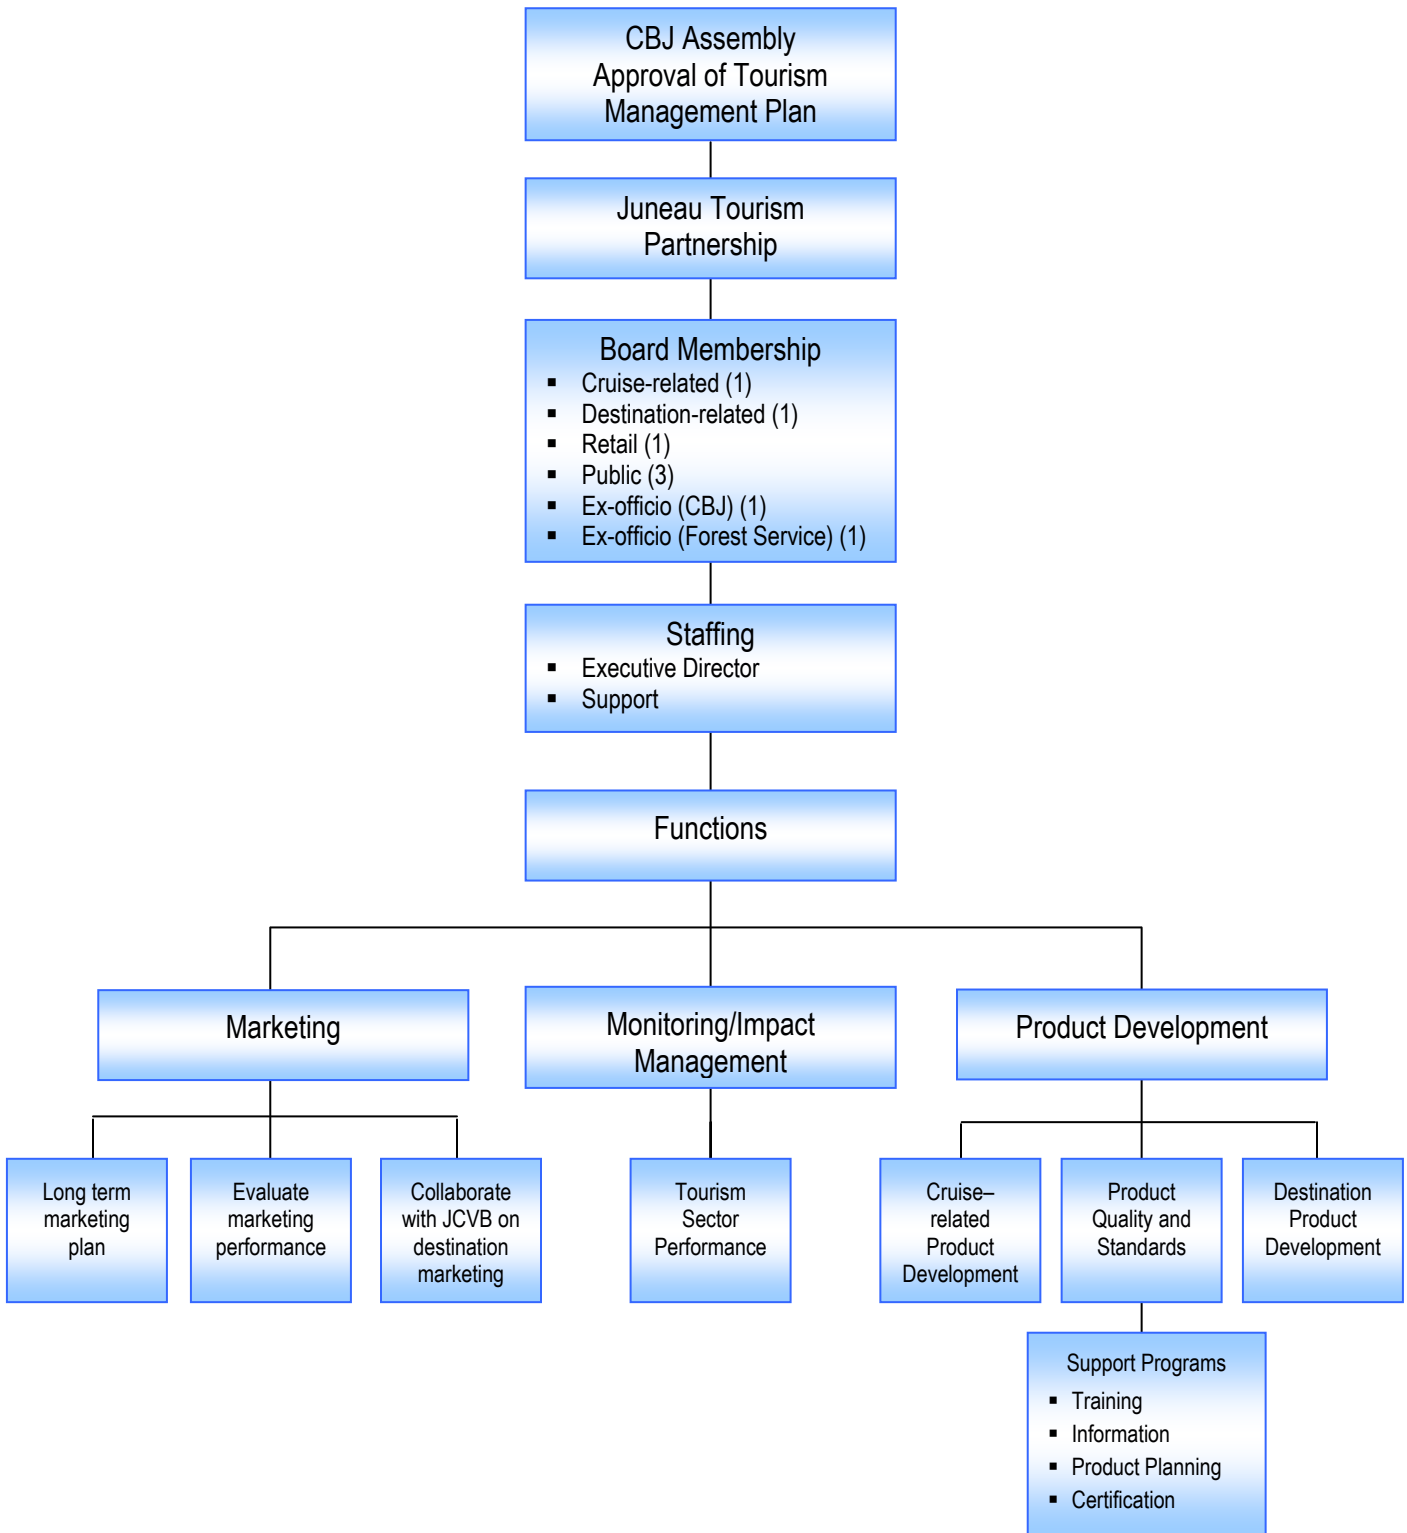 CBJ Assembly
Approval of Tourism
Management Plan
Juneau Tourism
Partnership
Board Membership
▪ Cruise-related (1)
▪ Destination-related (1)
▪ Retail (1)
▪ Public (3)
▪ Ex-officio (CBJ) (1)
▪ Ex-officio (Forest Service) (1)
Staffing
▪ Executive Director
▪ Support
Functions
Marketing
Monitoring/Impact
Management
Product Development
Long term
marketing
plan
Evaluate
marketing
performance
Collaborate
with JCVB on
destination
marketing
Tourism
Sector
Performance
Cruise–
related
Product
Development
Product
Quality and
Standards
Destination
Product
Development
Support Programs
▪ Training
▪ Information
▪ Product Planning
▪ Certification